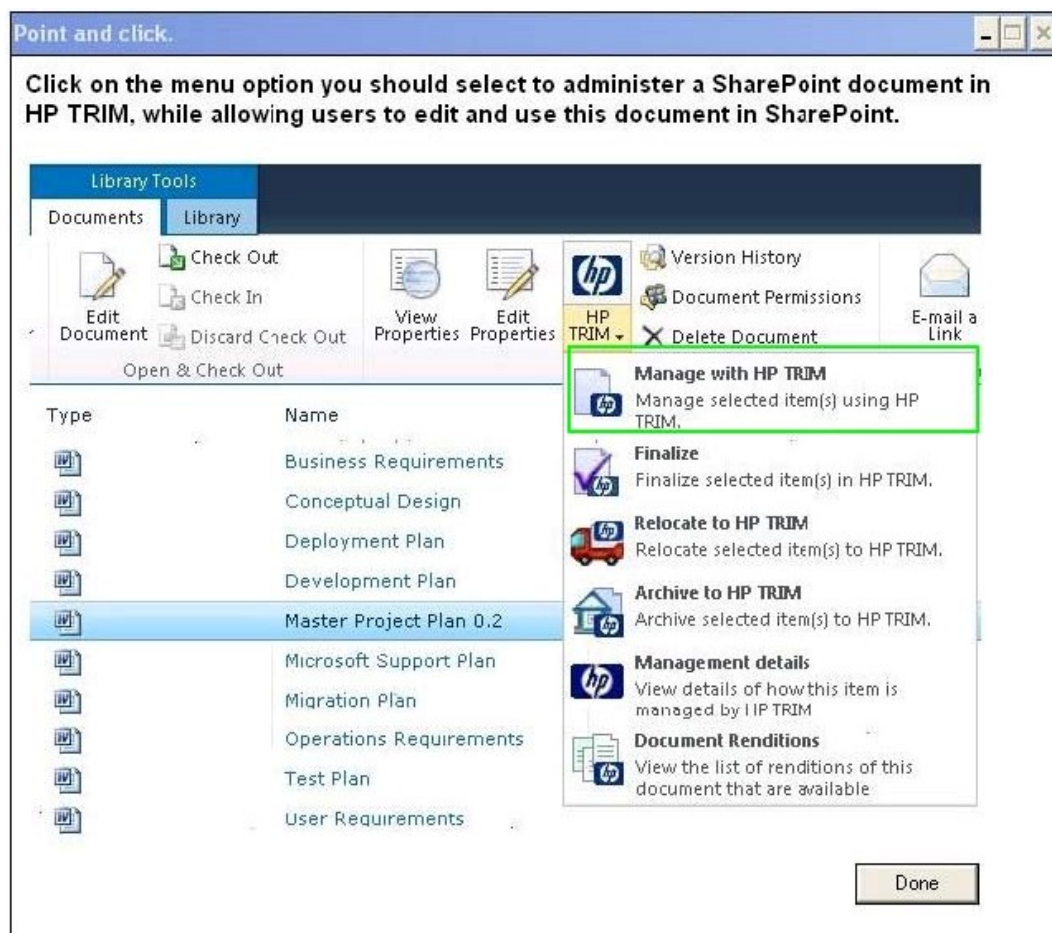 Point and click.
Click on the menu option you should select to administer a SharePoint document in
HP TRIM, while allowing users to edit and use this document in SharePoint.
Library Tools
Documents Library
Edit Document
Check Out
Check In
Discard Check Out
Open & Check Out
View Properties
Edit Properties
hp
HP TRIM
Version History
Document Permissions
Delete Document
E-mail a Link
Type Name
Business Requirements
Conceptual Design
Deployment Plan
Development Plan
Master Project Plan 0.2
Microsoft Support Plan
Migration Plan
Operations Requirements
Test Plan
User Requirements
Manage with HP TRIM
Manage selected item(s) using HP
TRIM.
Finalize
Finalize selected item(s) in HP TRIM.
Relocate to HP TRIM
Relocate selected item(s) to HP TRIM.
Archive to HP TRIM
Archive selected item(s) to HP TRIM.
Management details
View details of how this item is
managed by HP TRIM
Document Renditions
View the list of renditions of this
document that are available
Done